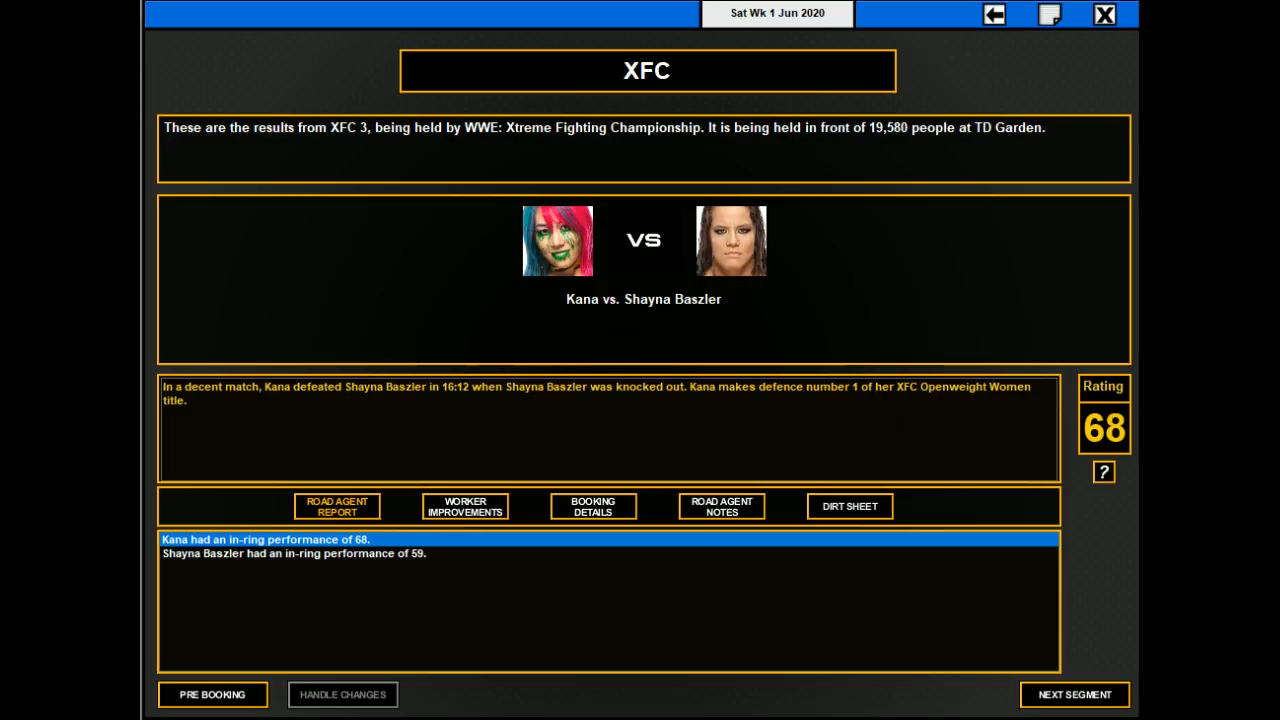 Sat Wk 1 Jun 2020
XFC
These are the results from XFC 3, being held by WWE: Xtreme Fighting Championship. It is being held in front of 19,580 people at TD Garden.
VS
Kana vs. Shayna Baszler
In a decent match, Kana defeated Shayna Baszler in 16:12 when Shayna Baszler was knocked out. Kana makes defence number 1 of her XFC Openweight Women
title.
Rating
68
?
ROAD AGENT
REPORT
WORKER
IMPROVEMENTS
BOOKING
DETAILS
ROAD AGENT
NOTES
DIRT SHEET
Kana had an in-ring performance of 68.
Shayna Baszler had an in-ring performance of 59.
PRE BOOKING
HANDLE CHANGES
NEXT SEGMENT